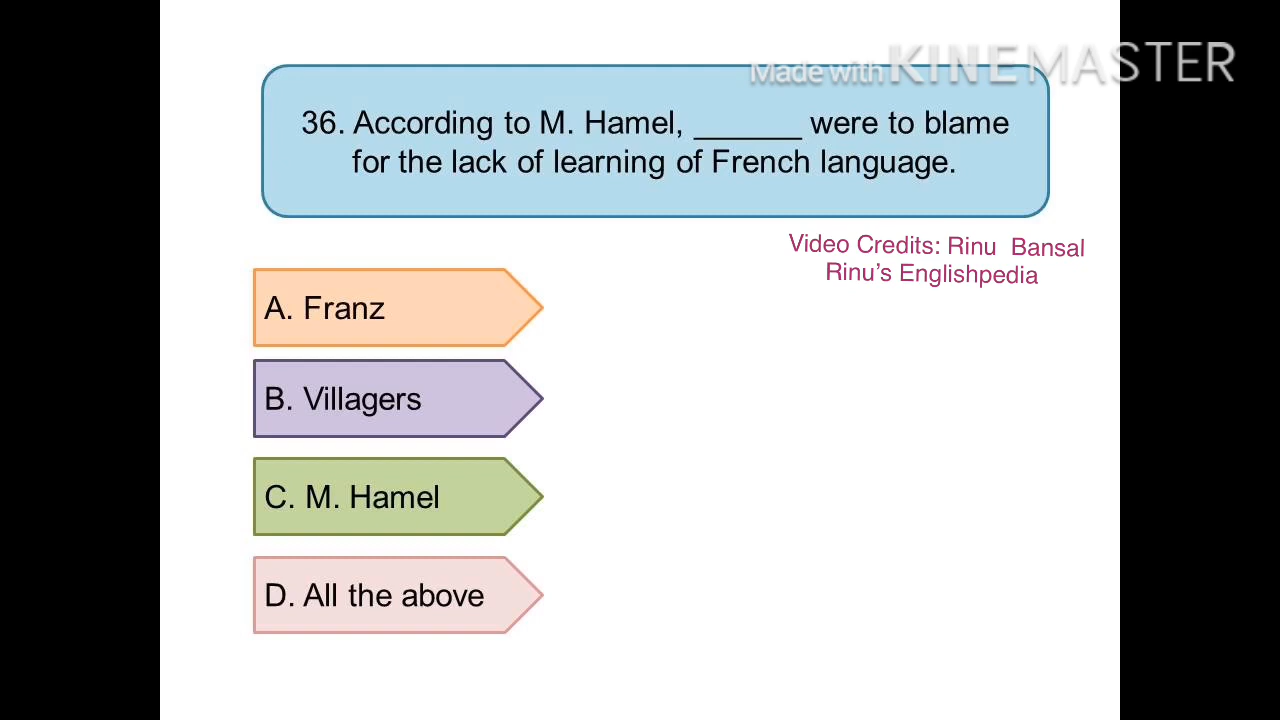 Made with KINEMASTER
36. According to M. Hamel, ______ were to blame
for the lack of learning of French language.
Video Credits: Rinu Bansal
Rinu's Englishpedia
A. Franz
B. Villagers
C. M. Hamel
D. All the above